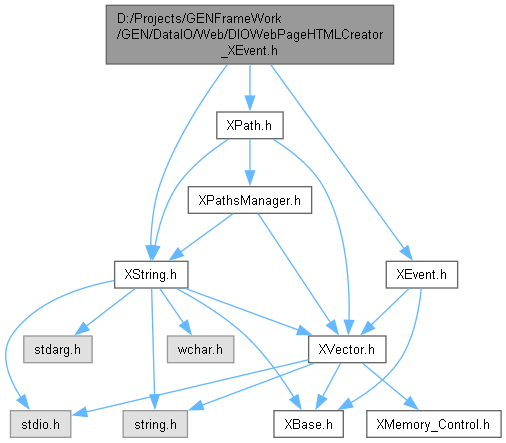 D:/Projects/GENFrameWork
/GEN/DataIO/Web/DIOWebPageHTMLCreator
_XEvent.h
XPath.h
XPathsManager.h
XString.h
XEvent.h
stdarg.h
wchar.h
XVector.h
stdio.h
string.h
XBase.h
XMemory_Control.h